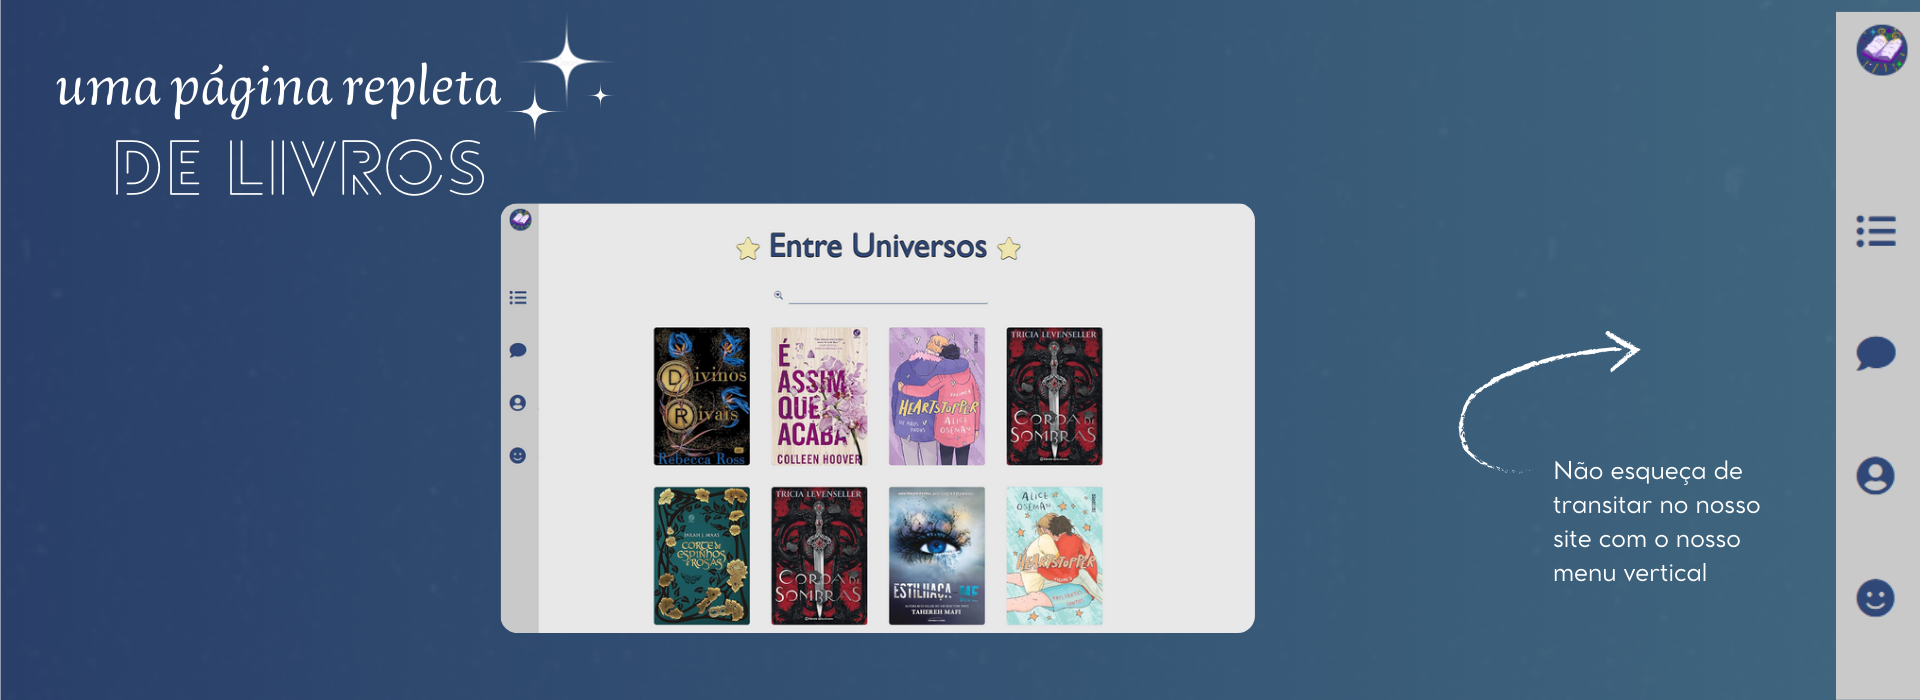 uma página repleta
DE LIVROS
Entre Universos
Divinos
Rivais
Rebecca Ross
É
ASSIM
QUE
ACABA
COLLEEN HOOVER
HEARTSTOPPER
ALICE
OSEMAN
TRICIA LEVENSELLER
COROA DE
SOMBRAS
SARAH J. MAAS
CORTE DE
ESPINHOS
ROSAS
TRICIA LEVENSELLER
COROA DE
SOMBRAS
ESTILHAÇA-ME
TAHEREH MAFI
ALICE
OSEMAN
HEARTSTOPPER
Não esqueça de
transitar no nosso
site com o nosso
menu vertical